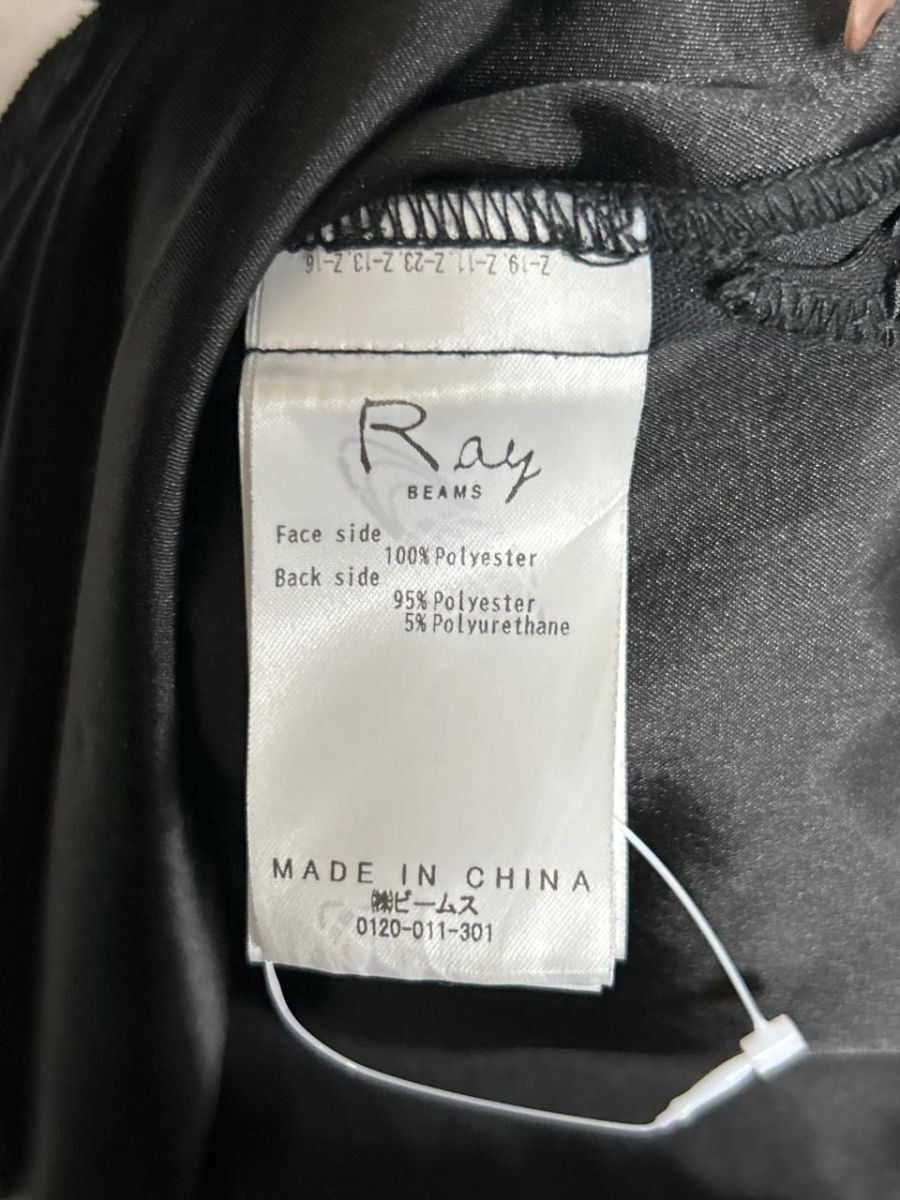 Z-19. Z-11. Z-23. Z-13. Z-16
Ray
BEAMS
Face side
100% Polyester
Back side
95% Polyester
5% Polyurethane
MADE IN CHINA
㈱ビームス
0120-011-301